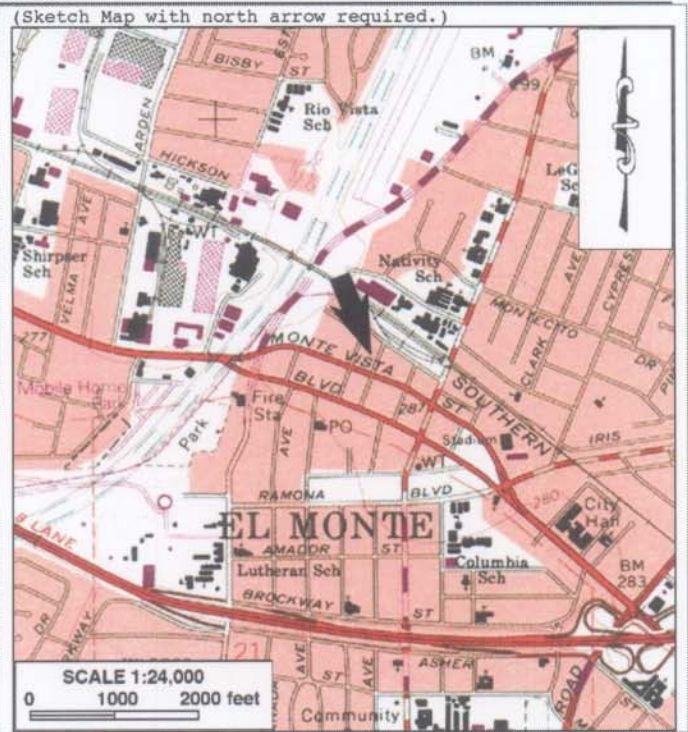 (Sketch Map with north arrow required.)
BISBY ST
Rio Vista
Sch
BM
299
ARDEN
HICKSON
WT
Shirpser
Sch
VELMA AVE
277
Nativity
Sch
MONTECITO
DR
CLARK AVE
CYPRESS
MONTE VISTA ST
SOUTHERN
BLVD
287
Mobile Home
Park
Fire
Sta
Park
AVE
PO
WT
Stadium
IRIS
RAMONA BLVD
280
City
Hall
EL MONTE
AMADOR ST
Lutheran Sch
Columbia
Sch
BM
283
8 LANE
BROCKWAY ST
DR
21
AVE
ST
AVE
ASHER
ST
ROAD
Community
SCALE 1:24,000
0 1000 2000 feet